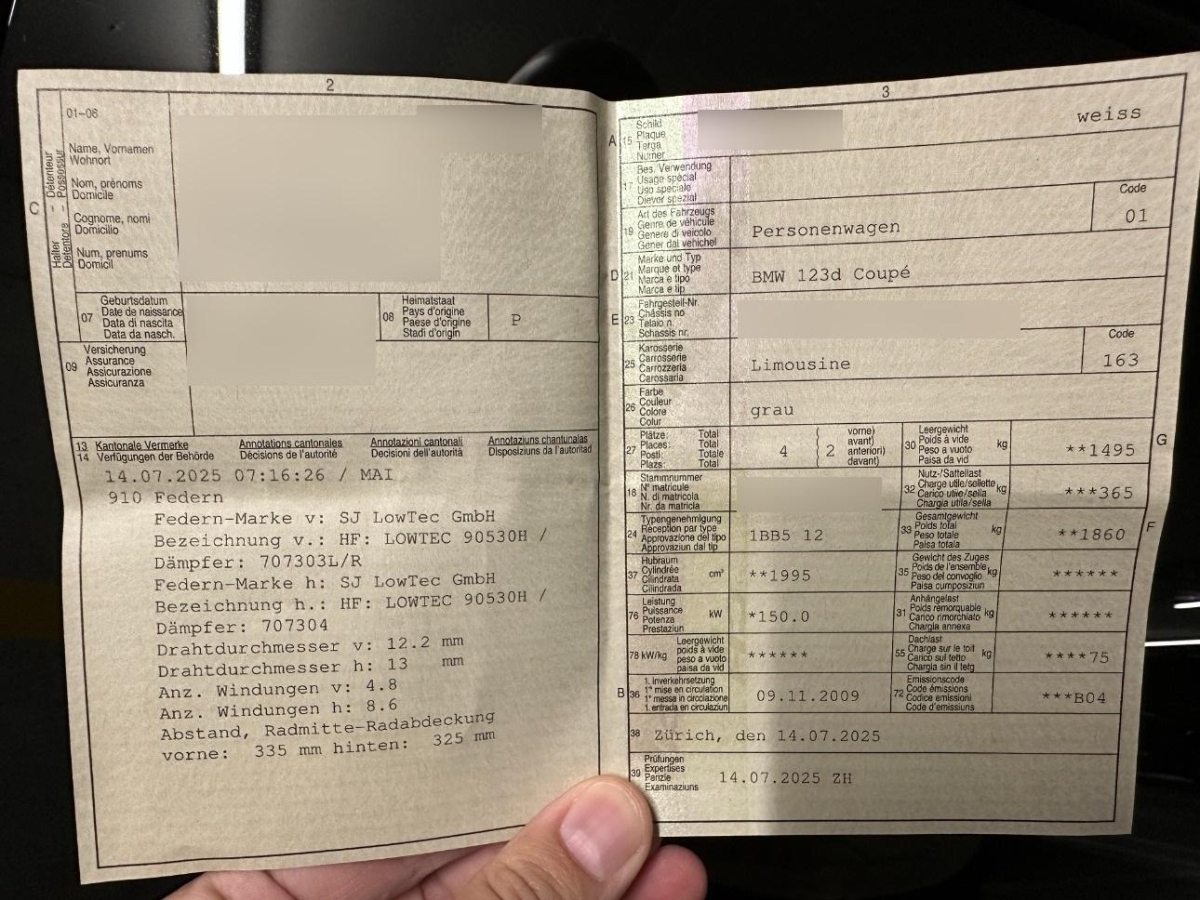 2
01-06
C
Halter - Détenteur
Detentore - Possessur
Name, Vornamen
Wohnort
Nom, prénoms
Domicile
Cognome, nomi
Domicilio
Num, prenums
Domicil
07
Geburtsdatum
Date de naissance
Data di nascita
Data da nasch.
08
Heimatstaat
Pays d'origine
Paese d'origine
Stadi d'origin
P
09
Versicherung
Assurance
Assicurazione
Assicuranza
13 Kantonale Vermerke Annotations cantonales Annotazioni cantonali Annotaziuns chantunalas
14 Verfügungen der Behörde Décisions de l'autorité Decisioni dell'autorità Disposiziuns da l'autoritad
14.07.2025 07:16:26 / MAI
910 Federn
Federn-Marke v: SJ LowTec GmbH
Bezeichnung v.: HF: LOWTEC 90530H /
Dämpfer: 707303L/R
Federn-Marke h: SJ LowTec GmbH
Bezeichnung h.: HF: LOWTEC 90530H /
Dämpfer: 707304
Drahtdurchmesser v: 12.2 mm
Drahtdurchmesser h: 13 mm
Anz. Windungen v: 4.8
Anz. Windungen h: 8.6
Abstand, Radmitte-Radabdeckung
vorne: 335 mm hinten: 325 mm
3
A
15
Schild
Plaque
Targa
Numer
weiss
17
Bes. Verwendung
Usage spécial
Uso speciale
Diever spezial
19
Art des Fahrzeugs
Genre de véhicule
Genere di veicolo
Gener dal vehichel
Personenwagen
Code
01
D
21
Marke und Typ
Marque et type
Marca e tipo
Marca e tip
BMW 123d Coupé
E
23
Fahrgestell-Nr.
Châssis no
Telaio n.
Schassis nr.
25
Karosserie
Carrosserie
Carrozzeria
Carossaria
Limousine
Code
163
26
Farbe
Couleur
Colore
Colur
grau
27
Plätze: Total
Places: Total
Posti: Totale
Plazs: Total
4
2
vorne)
avant)
anteriori)
davant)
30
Leergewicht
Poids à vide
Peso a vuoto
Paisa da vid
kg
**1495
G
18
Stammnummer
N° matricule
N. di matricola
Nr. da matricla
32
Nutz-/Sattellast
Charge utile/sellette
Carico utile/sella
Chargia utila/sella
kg
***365
24
Typengenehmigung
Réception par type
Approvazione del tipo
Approvaziun dal tip
1BB5 12
33
Gesamtgewicht
Poids total
Peso totale
Paisa totala
kg
**1860
F
37
Hubraum
Cylindrée
Cilindrata
Cilindrada
cm³
**1995
35
Gewicht des Zuges
Poids de l'ensemble
Peso del convoglio
Paisa cumposiziun
kg
******
76
Leistung
Puissance
Potenza
Prestaziun
kW
*150.0
31
Anhängelast
Poids remorquable
Carico rimorchiato
Chargia annexa
kg
******
78 kW/kg
Leergewicht
poids à vide
peso a vuoto
paisa da vid
******
55
Dachlast
Charge sur le toit
Carico sul tetto
Chargia sin il tetg
kg
****75
B
36
1. Inverkehrsetzung
1re mise en circulation
1a messa in circolazione
1. entrada en circulaziun
09.11.2009
72
Emissionscode
Code émissions
Codice emissioni
Code d'emissiuns
***B04
38
Zürich, den 14.07.2025
39
Prüfungen
Expertises
Perizie
Examinaziuns
14.07.2025 ZH